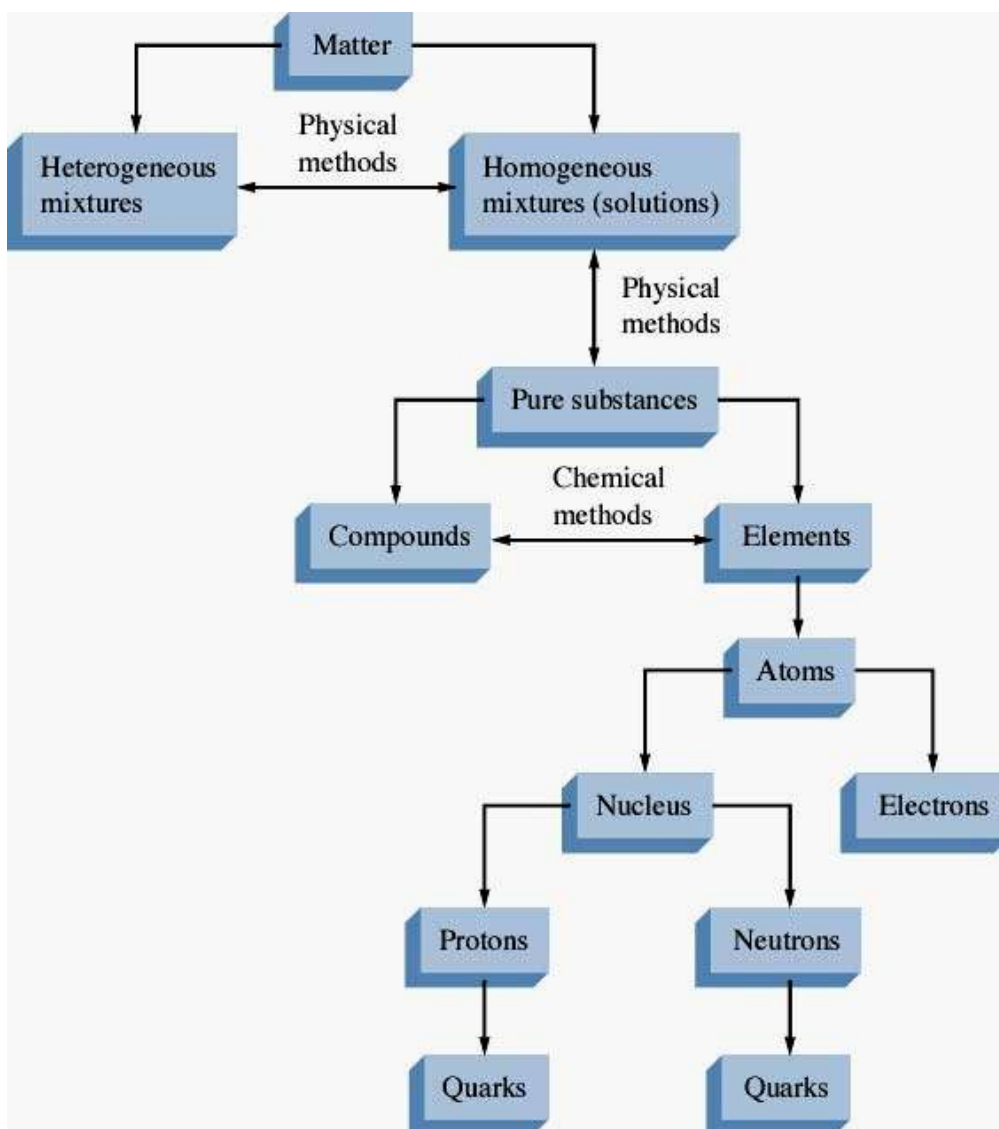 Matter
Physical
methods
Heterogeneous
mixtures
Homogeneous
mixtures (solutions)
Physical
methods
Pure substances
Chemical
methods
Compounds
Elements
Atoms
Nucleus
Electrons
Protons
Neutrons
Quarks
Quarks